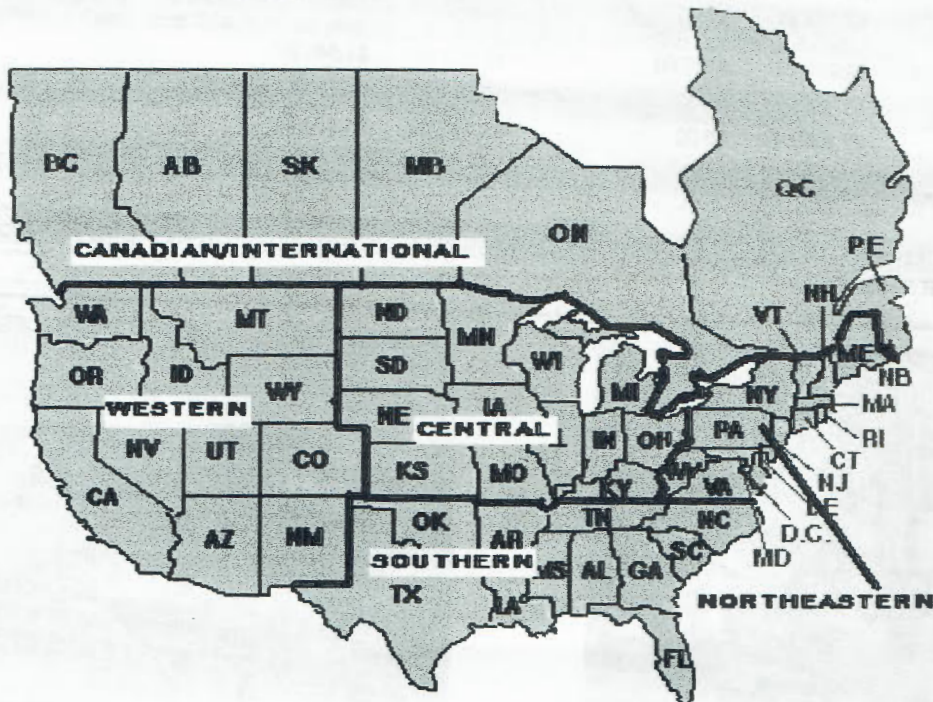 BC AB SK MB
QC
ON
PE
CANADIAN/INTERNATIONAL
NH
VT
WA MT ND MN
ME
NB
OR ID SD WI MI NY
WY
MA
WESTERN NE IA
RI
CENTRAL
NV UT CO IN OH PA
CT
KS MO WV
NJ
CA KY VA
DE
AZ NM OK TN NC
D.C.
AR
MD
SOUTHERN
SC
MS AL GA
TX LA
NORTHEASTERN
FL